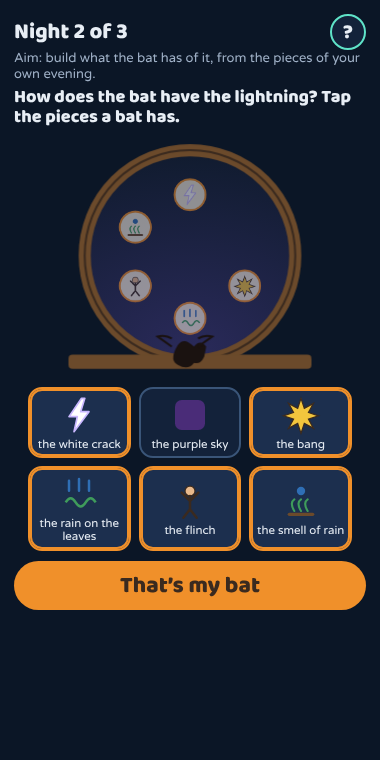 Night 2 of 3
?
Aim: build what the bat has of it, from the pieces of your
own evening.
How does the bat have the lightning? Tap
the pieces a bat has.
the white crack
the purple sky
the bang
the rain on the
leaves
the flinch
the smell of rain
That's my bat